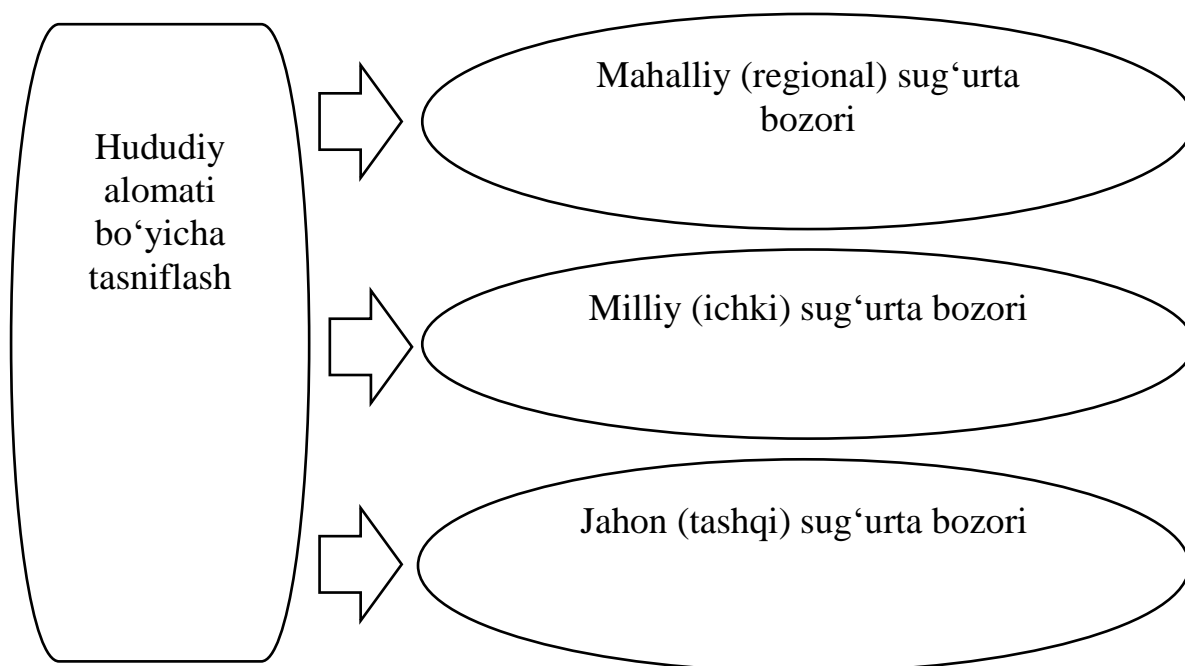 Hududiy
alomati
bo‘yicha
tasniflash
Mahalliy (regional) sug‘urta
bozori
Milliy (ichki) sug‘urta bozori
Jahon (tashqi) sug‘urta bozori